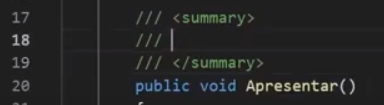 17 /// <summary>
18 ///
19 /// </summary>
20 public void Apresentar()
{